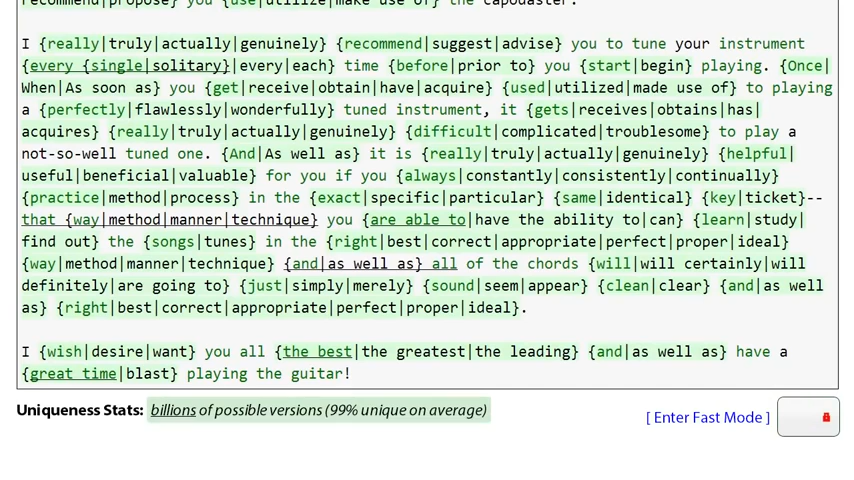 recommend|propose} you {use|utilize|make use of} the capodaster.
I {really|truly|actually|genuinely} {recommend|suggest|advise} you to tune your instrument
{every {single|solitary}|every|each} time {before|prior to} you {start|begin} playing. {Once|
When|As soon as} you {get|receive|obtain|have|acquire} {used|utilized|made use of} to playing
a {perfectly|flawlessly|wonderfully} tuned instrument, it {gets|receives|obtains|has|
acquires} {really|truly|actually|genuinely} {difficult|complicated|troublesome} to play a
not-so-well tuned one. {And|As well as} it is {really|truly|actually|genuinely} {helpful|
useful|beneficial|valuable} for you if you {always|constantly|consistently|continually}
{practice|method|process} in the {exact|specific|particular} {same|identical} {key|ticket}--
that {way|method|manner|technique} you {are able to|have the ability to|can} {learn|study|
find out} the {songs|tunes} in the {right|best|correct|appropriate|perfect|proper|ideal}
{way|method|manner|technique} {and|as well as} all of the chords {will|will certainly|will
definitely|are going to} {just|simply|merely} {sound|seem|appear} {clean|clear} {and|as well
as} {right|best|correct|appropriate|perfect|proper|ideal}.
I {wish|desire|want} you all {the best|the greatest|the leading} {and|as well as} have a
{great time|blast} playing the guitar!
Uniqueness Stats: billions of possible versions (99% unique on average)
[ Enter Fast Mode ]